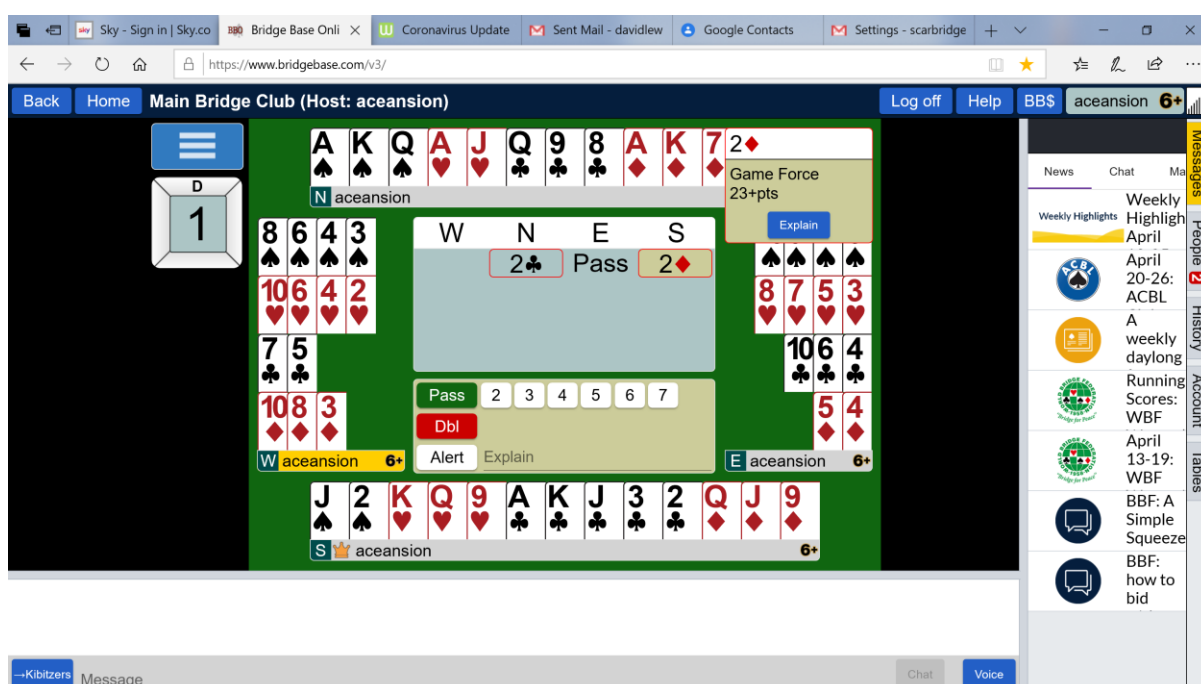 Sky - Sign in | Sky.co
Bridge Base Onli
Coronavirus Update
Sent Mail - davidlew
Google Contacts
Settings - scarbridge
https://www.bridgebase.com/v3/
Back Home Main Bridge Club (Host: aceansion) Log off Help BB$ aceansion 6+
D
1
A K Q A J Q 9 8 A K 7
N aceansion
2♦
Game Force
23+pts
Explain
8 6 4 3
10 6 4 2
7 5
10 8 3
W aceansion 6+
W N E S
2♣ Pass 2♦
Pass 2 3 4 5 6 7
Dbl
Alert Explain
8 7 5 3
10 6 4
5 4
E aceansion 6+
J 2 K Q 9 A K J 3 2 Q J 9
S aceansion 6+
News Chat Ma
Weekly Highlights
Weekly
Highligh
April
ACBL
April
20-26:
ACBL
A
weekly
daylong
Running
Scores:
WBF
April
13-19:
WBF
BBF: A
Simple
Squeeze
BBF:
how to
bid
Messages
People 2
History
Account
Tables
→Kibitzers Message Chat Voice